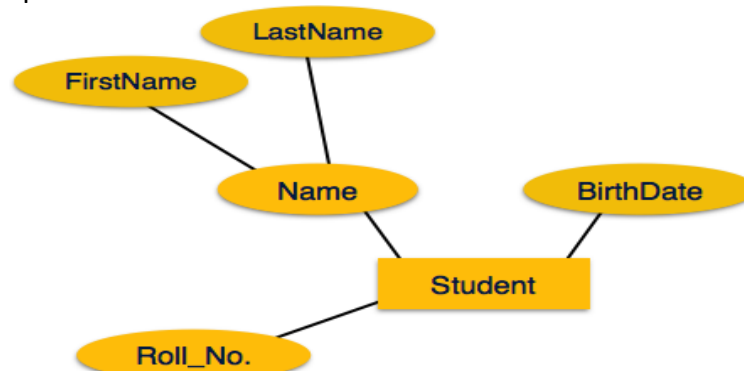 LastName
FirstName
Name
BirthDate
Student
Roll_No.